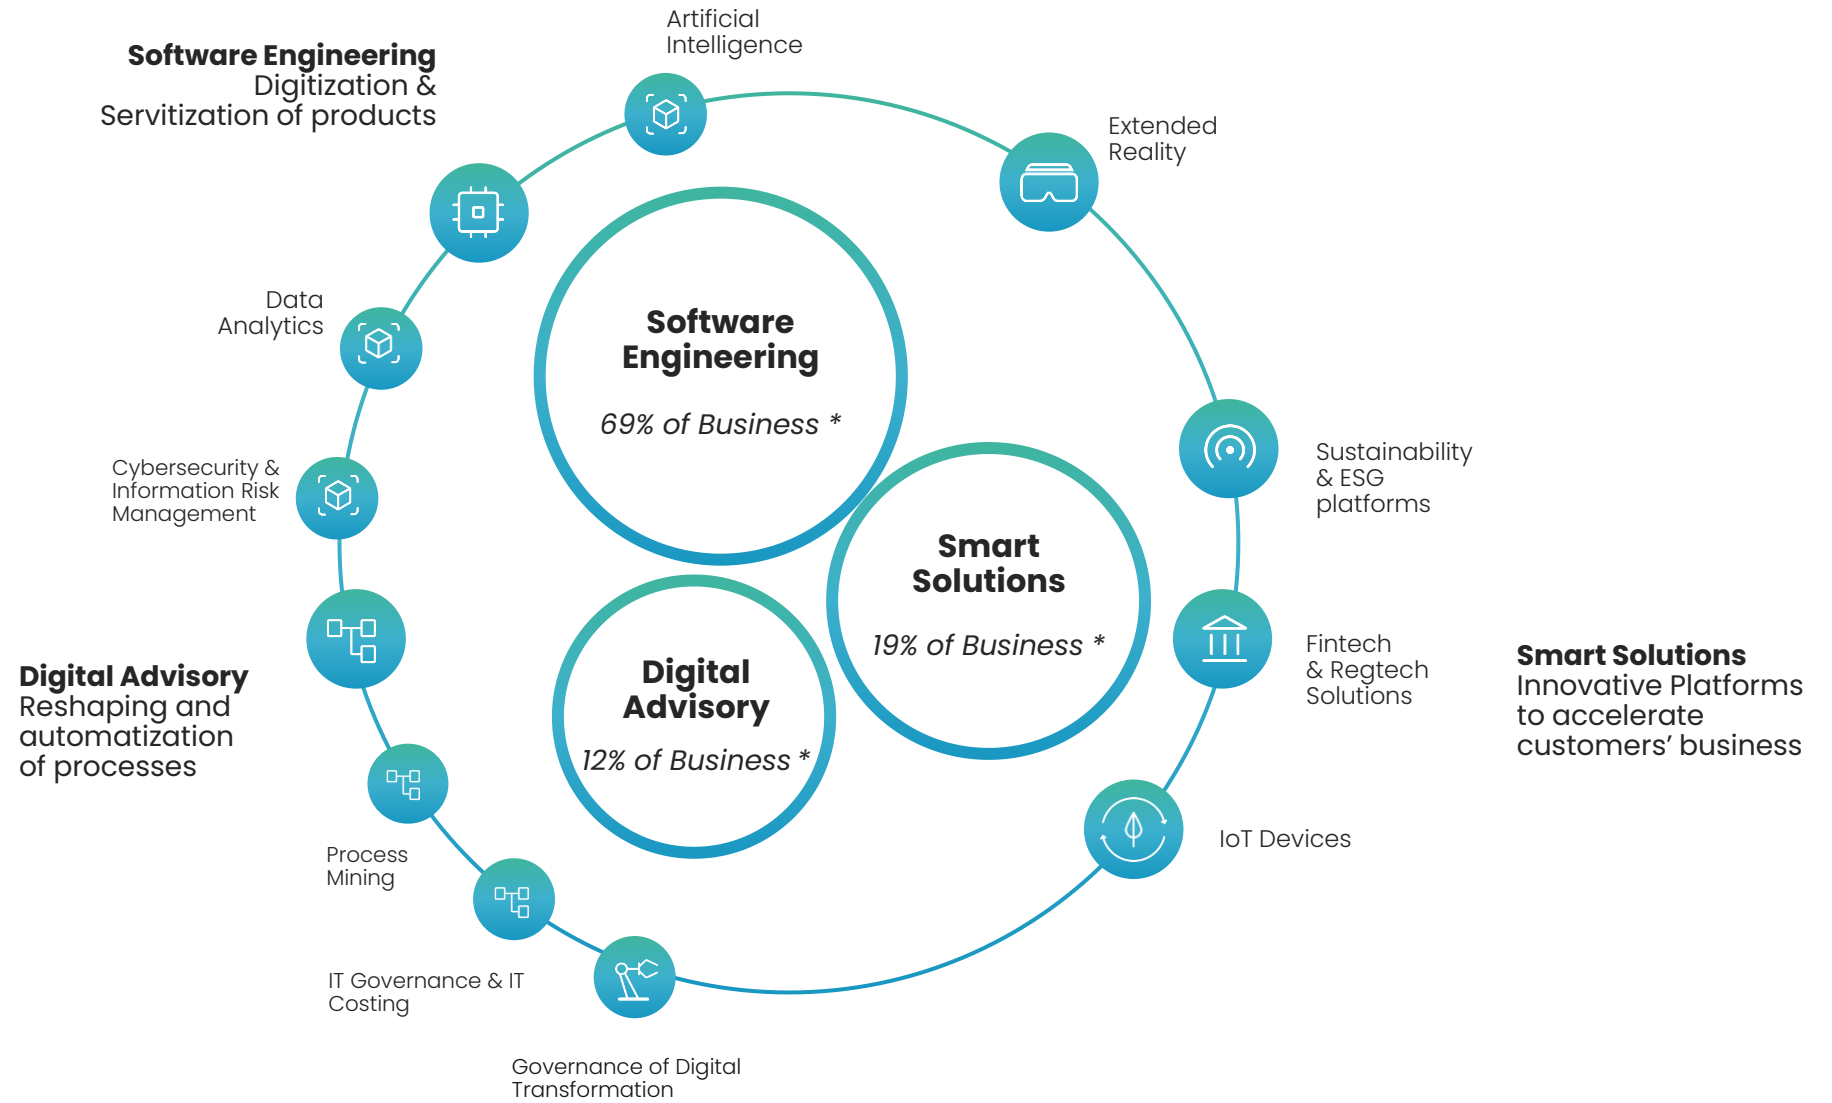 Artificial
Intelligence
Software Engineering
Digitization &
Servitization of products
Extended
Reality
Data
Analytics
Software
Engineering
69% of Business *
Cybersecurity &
Information Risk
Management
Sustainability
& ESG
platforms
Smart
Solutions
19% of Business *
Fintech
& Regtech
Solutions
Smart Solutions
Innovative Platforms
to accelerate
customers’ business
Digital Advisory
Reshaping and
automatization
of processes
Digital
Advisory
12% of Business *
IoT Devices
Process
Mining
IT Governance & IT
Costing
Governance of Digital
Transformation